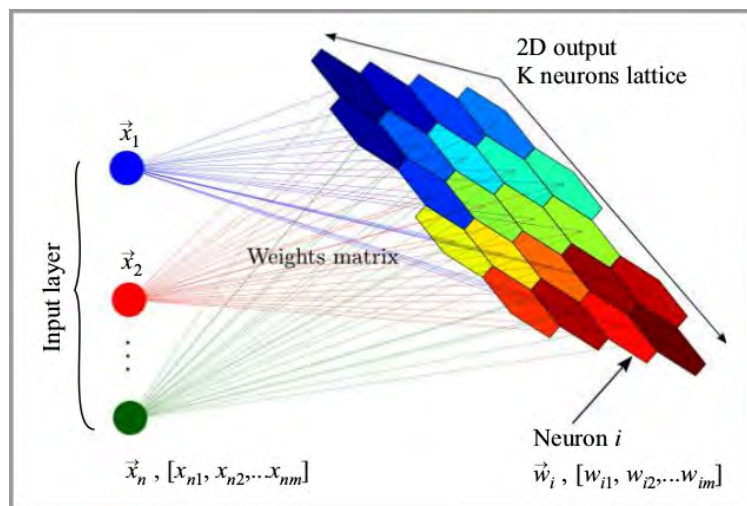 2D output
K neurons lattice
x⃗₁
x⃗₂
Input layer
Weights matrix
Neuron i
x⃗ₙ , [xₙ₁, xₙ₂,...xₙₘ]
w⃗ᵢ , [wᵢ₁, wᵢ₂,...wᵢₘ]